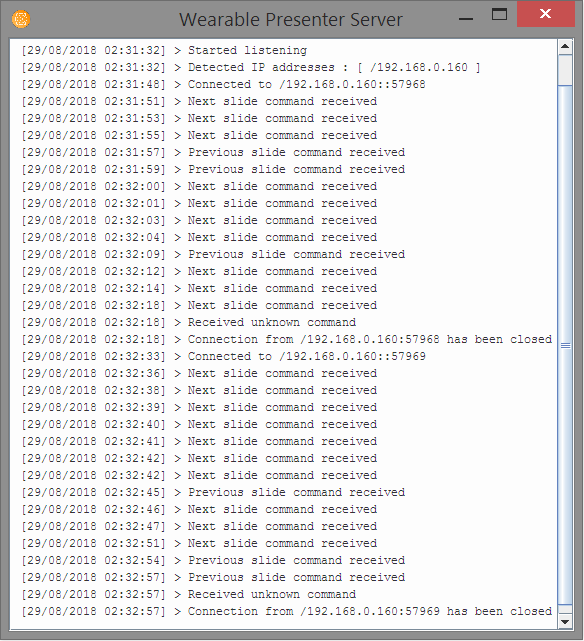 Wearable Presenter Server
[29/08/2018 02:31:32] > Started listening
[29/08/2018 02:31:32] > Detected IP addresses : [ /192.168.0.160 ]
[29/08/2018 02:31:48] > Connected to /192.168.0.160::57968
[29/08/2018 02:31:51] > Next slide command received
[29/08/2018 02:31:53] > Next slide command received
[29/08/2018 02:31:55] > Next slide command received
[29/08/2018 02:31:57] > Previous slide command received
[29/08/2018 02:31:59] > Previous slide command received
[29/08/2018 02:32:00] > Next slide command received
[29/08/2018 02:32:01] > Next slide command received
[29/08/2018 02:32:03] > Next slide command received
[29/08/2018 02:32:04] > Next slide command received
[29/08/2018 02:32:09] > Previous slide command received
[29/08/2018 02:32:12] > Next slide command received
[29/08/2018 02:32:14] > Next slide command received
[29/08/2018 02:32:18] > Next slide command received
[29/08/2018 02:32:18] > Received unknown command
[29/08/2018 02:32:18] > Connection from /192.168.0.160:57968 has been closed
[29/08/2018 02:32:33] > Connected to /192.168.0.160::57969
[29/08/2018 02:32:36] > Next slide command received
[29/08/2018 02:32:38] > Next slide command received
[29/08/2018 02:32:39] > Next slide command received
[29/08/2018 02:32:40] > Next slide command received
[29/08/2018 02:32:41] > Next slide command received
[29/08/2018 02:32:42] > Next slide command received
[29/08/2018 02:32:42] > Next slide command received
[29/08/2018 02:32:45] > Previous slide command received
[29/08/2018 02:32:46] > Next slide command received
[29/08/2018 02:32:47] > Next slide command received
[29/08/2018 02:32:51] > Next slide command received
[29/08/2018 02:32:54] > Previous slide command received
[29/08/2018 02:32:57] > Previous slide command received
[29/08/2018 02:32:57] > Received unknown command
[29/08/2018 02:32:57] > Connection from /192.168.0.160:57969 has been closed